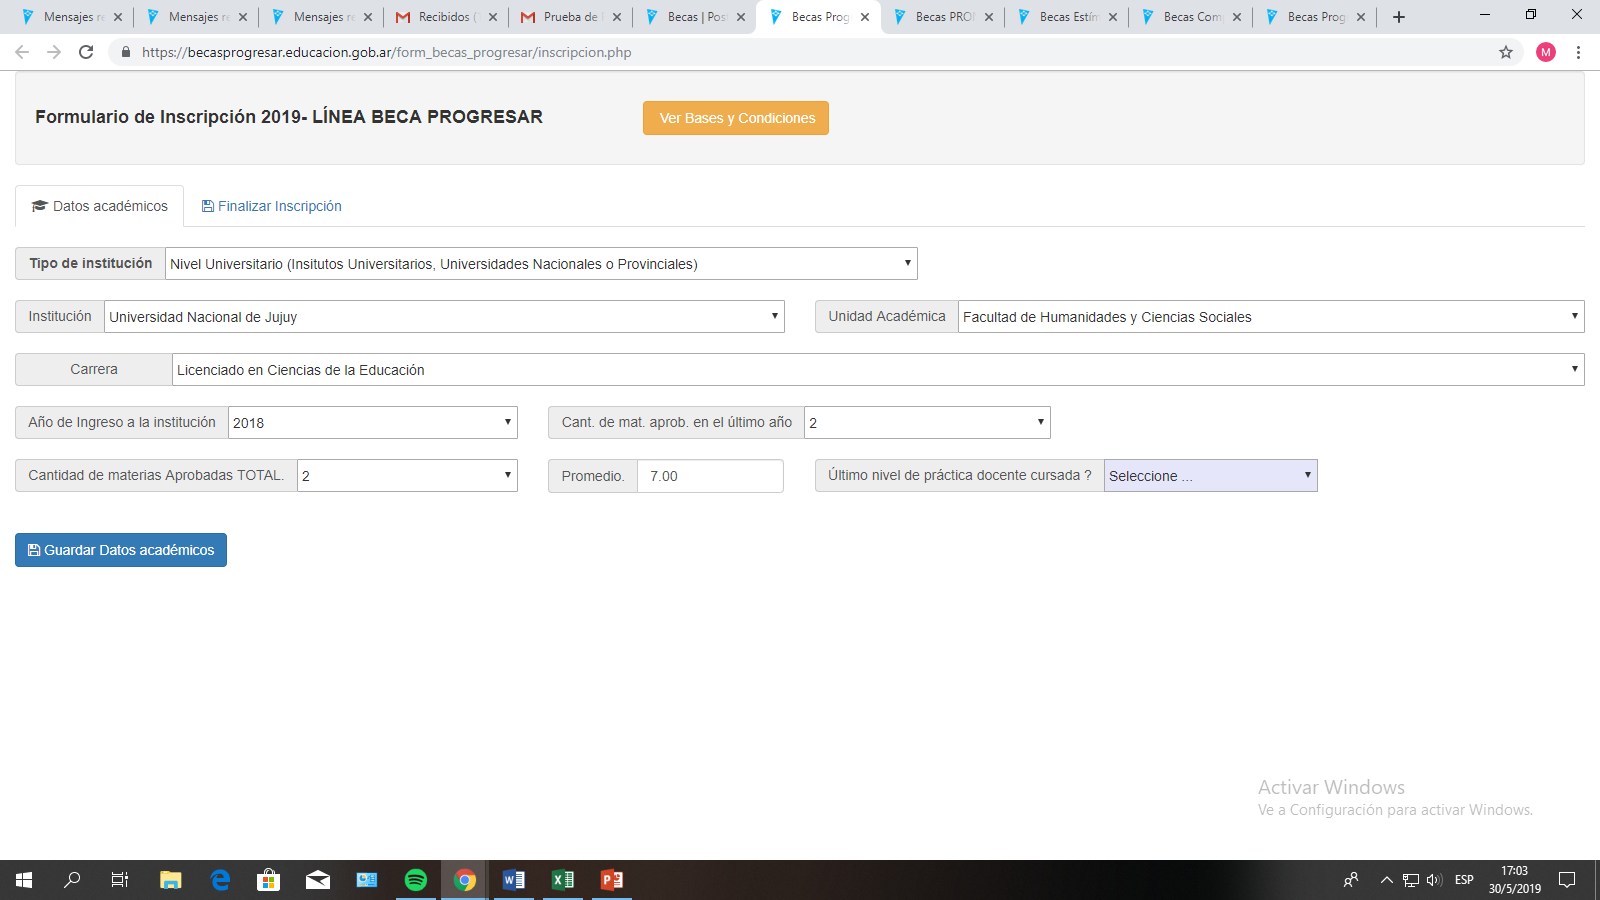 Mensajes re
Mensajes re
Mensajes re
Recibidos (
Prueba de
Becas | Post
Becas Prog
Becas PRO
Becas Estím
Becas Com
Becas Prog
https://becasprogresar.educacion.gob.ar/form_becas_progresar/inscripcion.php
M
Formulario de Inscripción 2019- LÍNEA BECA PROGRESAR
Ver Bases y Condiciones
Datos académicos
Finalizar Inscripción
Tipo de institución
Nivel Universitario (Insitutos Universitarios, Universidades Nacionales o Provinciales)
Institución
Universidad Nacional de Jujuy
Unidad Académica
Facultad de Humanidades y Ciencias Sociales
Carrera
Licenciado en Ciencias de la Educación
Año de Ingreso a la institución
2018
Cant. de mat. aprob. en el último año
2
Cantidad de materias Aprobadas TOTAL.
2
Promedio.
7.00
Último nivel de práctica docente cursada ?
Seleccione ...
Guardar Datos académicos
Activar Windows
Ve a Configuración para activar Windows.
ESP
17:03
30/5/2019